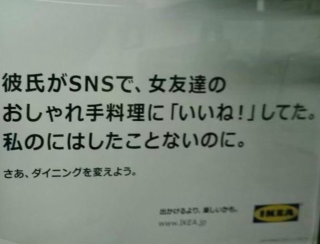 彼氏がSNSで、女友達の
おしゃれ手料理に「いいね!」してた。
私のにはしたことないのに。
さあ、ダイニングを変えよう。
出かけるより、楽しいかも。
www.IKEA.jp
IKEA